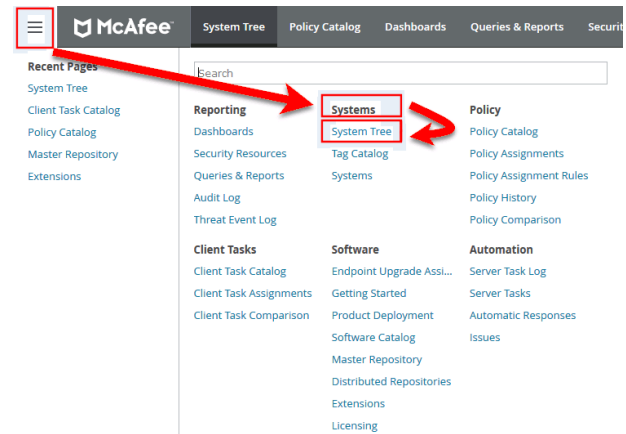 McAfee™ System Tree Policy Catalog Dashboards Queries & Reports Securit
Recent Pages
System Tree
Client Task Catalog
Policy Catalog
Master Repository
Extensions
Search
Reporting
Dashboards
Security Resources
Queries & Reports
Audit Log
Threat Event Log
Systems
System Tree
Tag Catalog
Systems
Policy
Policy Catalog
Policy Assignments
Policy Assignment Rules
Policy History
Policy Comparison
Client Tasks
Client Task Catalog
Client Task Assignments
Client Task Comparison
Software
Endpoint Upgrade Assi...
Getting Started
Product Deployment
Software Catalog
Master Repository
Distributed Repositories
Extensions
Licensing
Automation
Server Task Log
Server Tasks
Automatic Responses
Issues